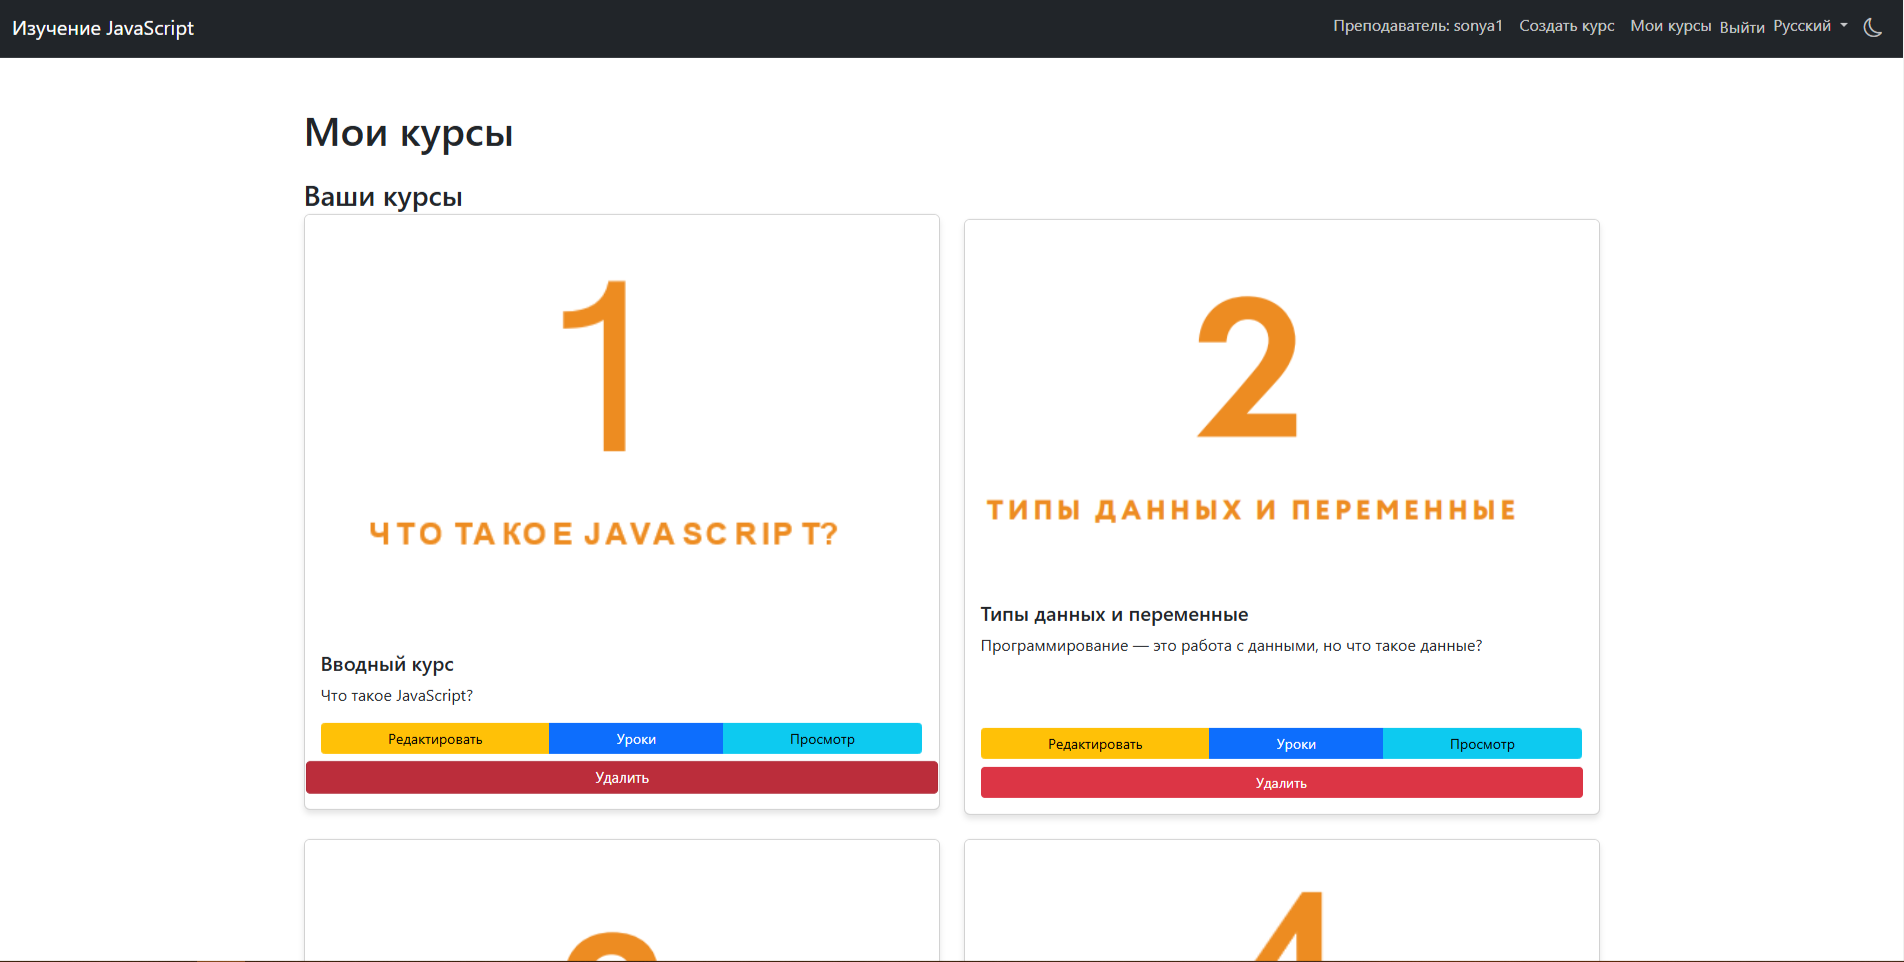 Изучение JavaScript
Преподаватель: sonya1 Создать курс Мои курсы Выйти Русский
Мои курсы
Ваши курсы
1
ЧТО ТАКОЕ JAVASCRIPT?
Вводный курс
Что такое JavaScript?
Редактировать Уроки Просмотр
Удалить
2
ТИПЫ ДАННЫХ И ПЕРЕМЕННЫЕ
Типы данных и переменные
Программирование — это работа с данными, но что такое данные?
Редактировать Уроки Просмотр
Удалить
4